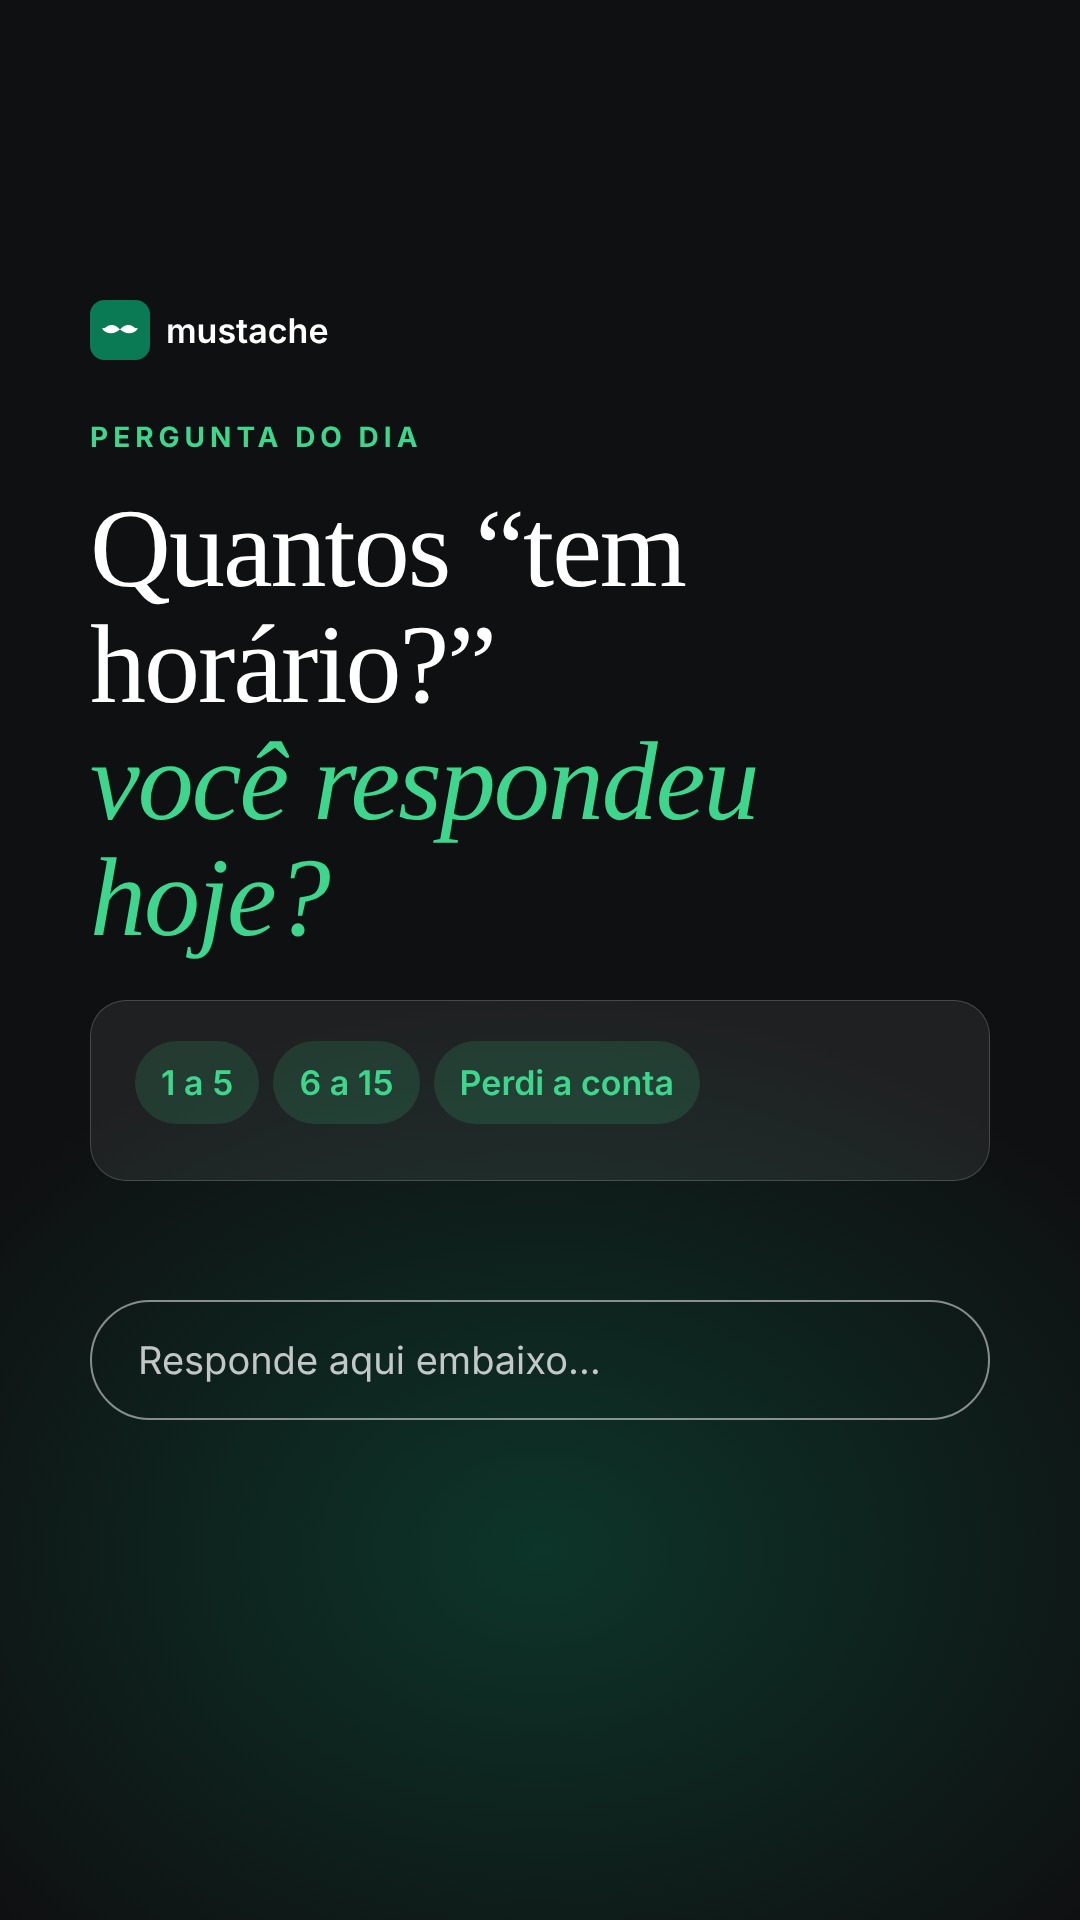 mustache
PERGUNTA DO DIA
Quantos “tem
horário?”
você respondeu
hoje?
1 a 5 6 a 15 Perdi a conta
Responde aqui embaixo...